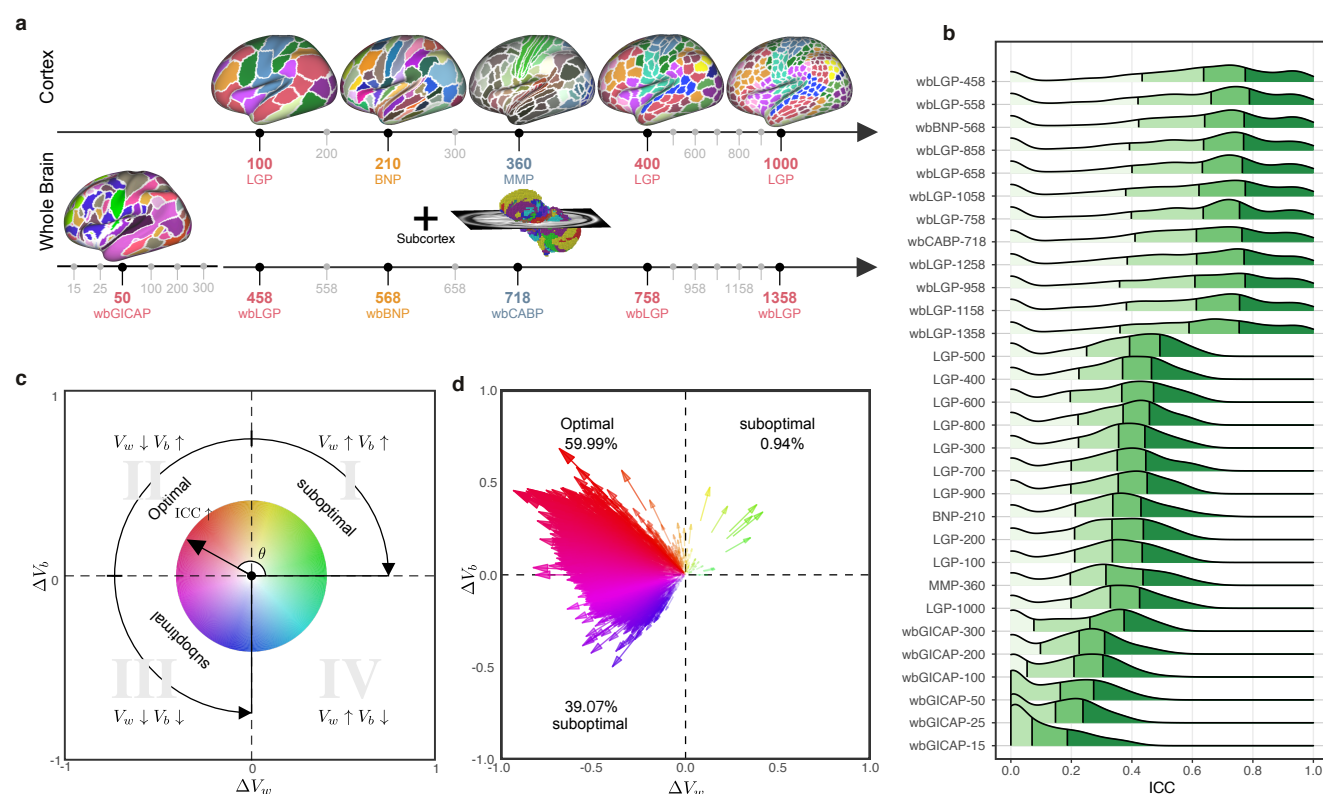 a
Cortex
200
300
600
800
100
210
360
400
1000
LGP
BNP
MMP
LGP
LGP
Whole Brain
+
Subcortex
15
25
100
200
300
50
wbGICAP
558
658
958
1158
458
568
718
758
1358
wbLGP
wbBNP
wbCABP
wbLGP
wbLGP
b
wbLGP-458
wbLGP-558
wbBNP-568
wbLGP-858
wbLGP-658
wbLGP-1058
wbLGP-758
wbCABP-718
wbLGP-1258
wbLGP-958
wbLGP-1158
wbLGP-1358
LGP-500
LGP-400
LGP-600
LGP-800
LGP-300
LGP-700
LGP-900
BNP-210
LGP-200
LGP-100
MMP-360
LGP-1000
wbGICAP-300
wbGICAP-200
wbGICAP-100
wbGICAP-50
wbGICAP-25
wbGICAP-15
0.0 0.2 0.4 0.6 0.8 1.0
ICC
c
1
V_w ↓ V_b ↑
V_w ↑ V_b ↑
II
I
Optimal
suboptimal
ICC ↑
θ
ΔV_b
0
suboptimal
III
IV
V_w ↓ V_b ↓
V_w ↑ V_b ↓
-1
-1 0 1
ΔV_w
d
1.0
Optimal
59.99%
suboptimal
0.94%
0.5
ΔV_b
0.0
-0.5
39.07%
suboptimal
-1.0
-1.0 -0.5 0.0 0.5 1.0
ΔV_w